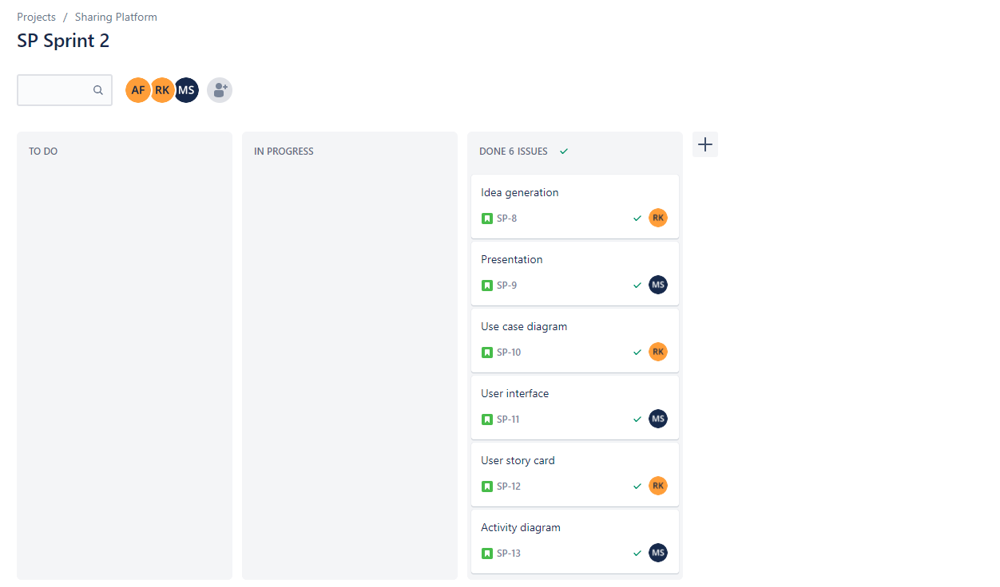 Projects / Sharing Platform
SP Sprint 2
AF RK MS
TO DO
IN PROGRESS
DONE 6 ISSUES
Idea generation
SP-8 RK
Presentation
SP-9 MS
Use case diagram
SP-10 RK
User interface
SP-11 MS
User story card
SP-12 RK
Activity diagram
SP-13 MS